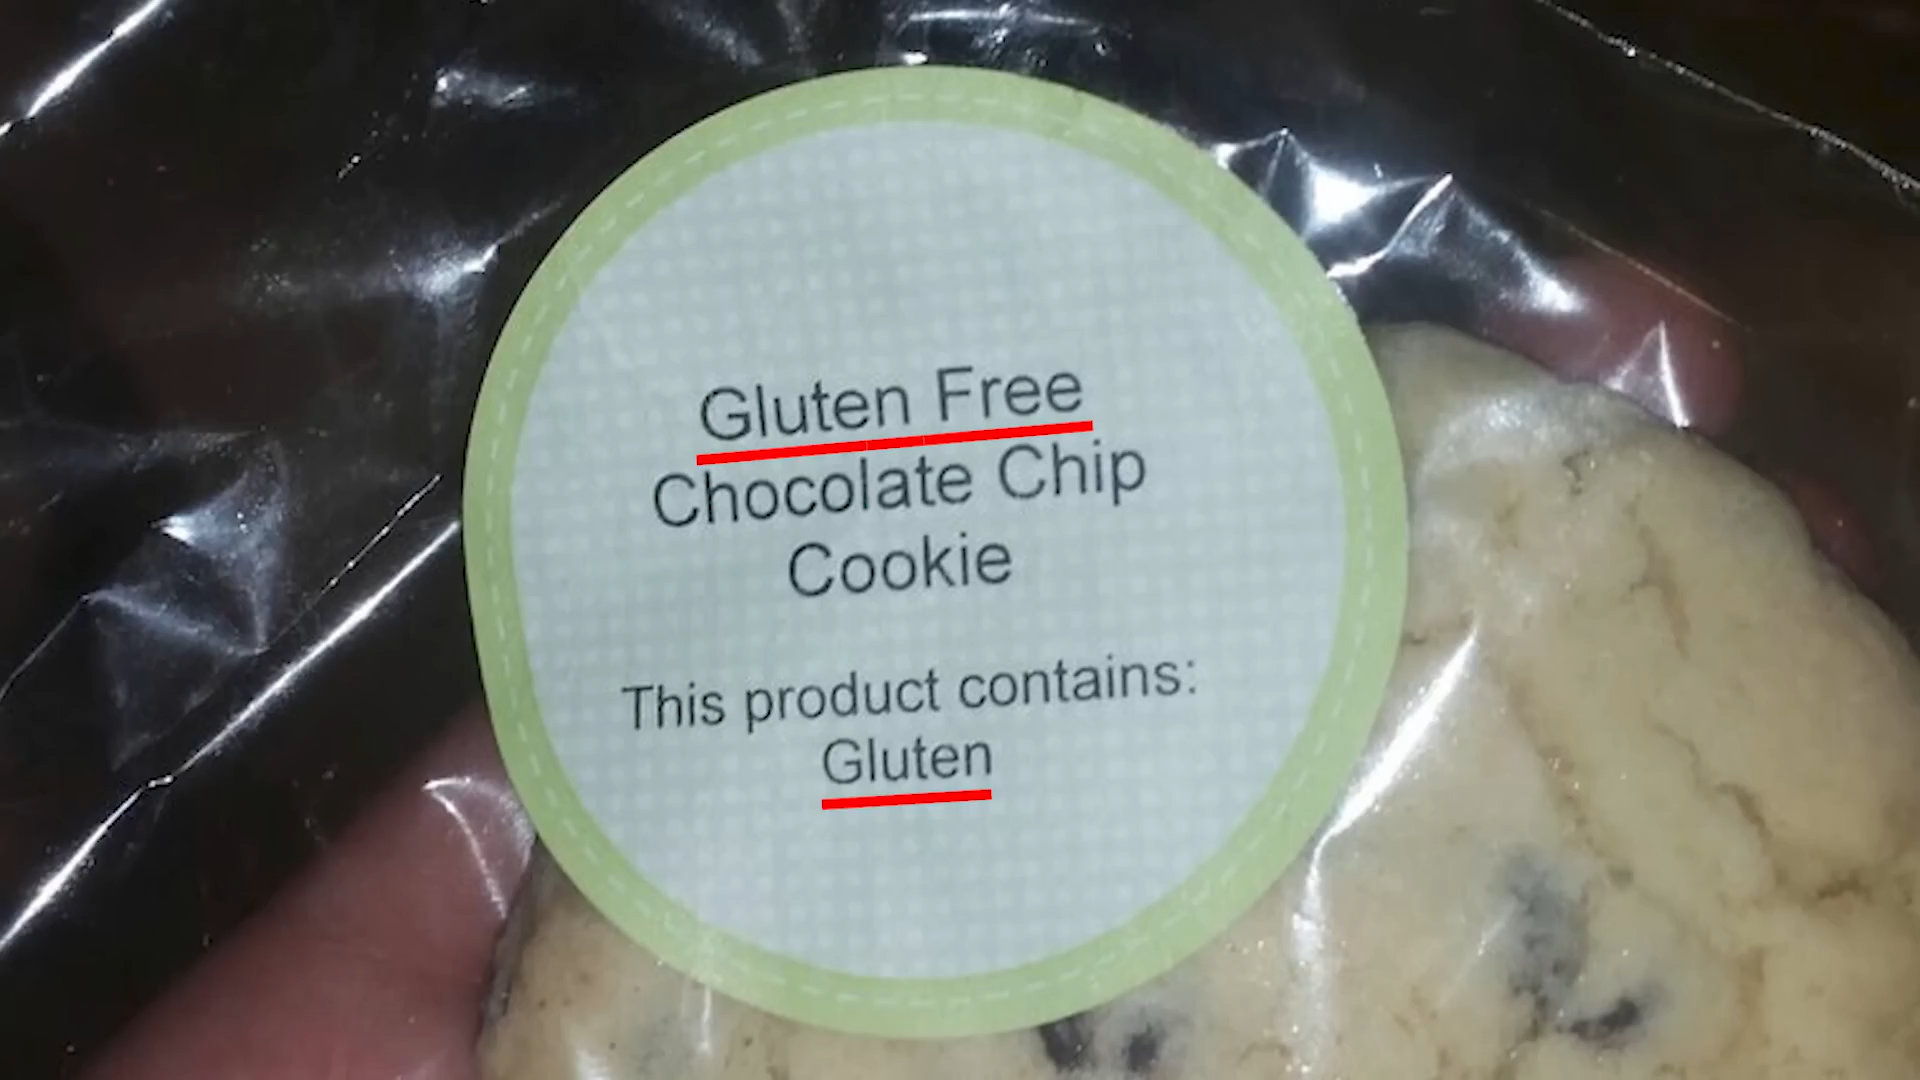 Gluten Free
Chocolate Chip
Cookie
This product contains:
Gluten